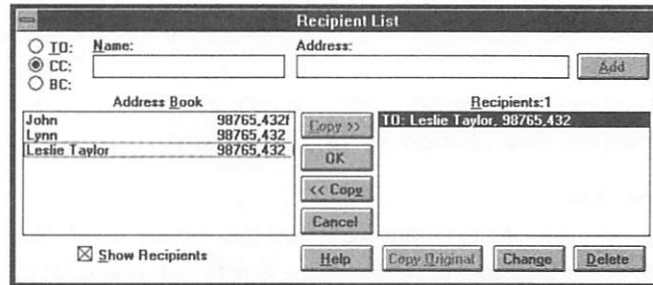 Recipient List
TO: Name: Address:
CC:
BC:
Add
Address Book
Recipients:1
John 98765,432f
Lynn 98765,432
Leslie Taylor 98765,432
Copy >>
OK
<< Copy
Cancel
TO: Leslie Taylor, 98765,432
Show Recipients
Help Copy Original Change Delete